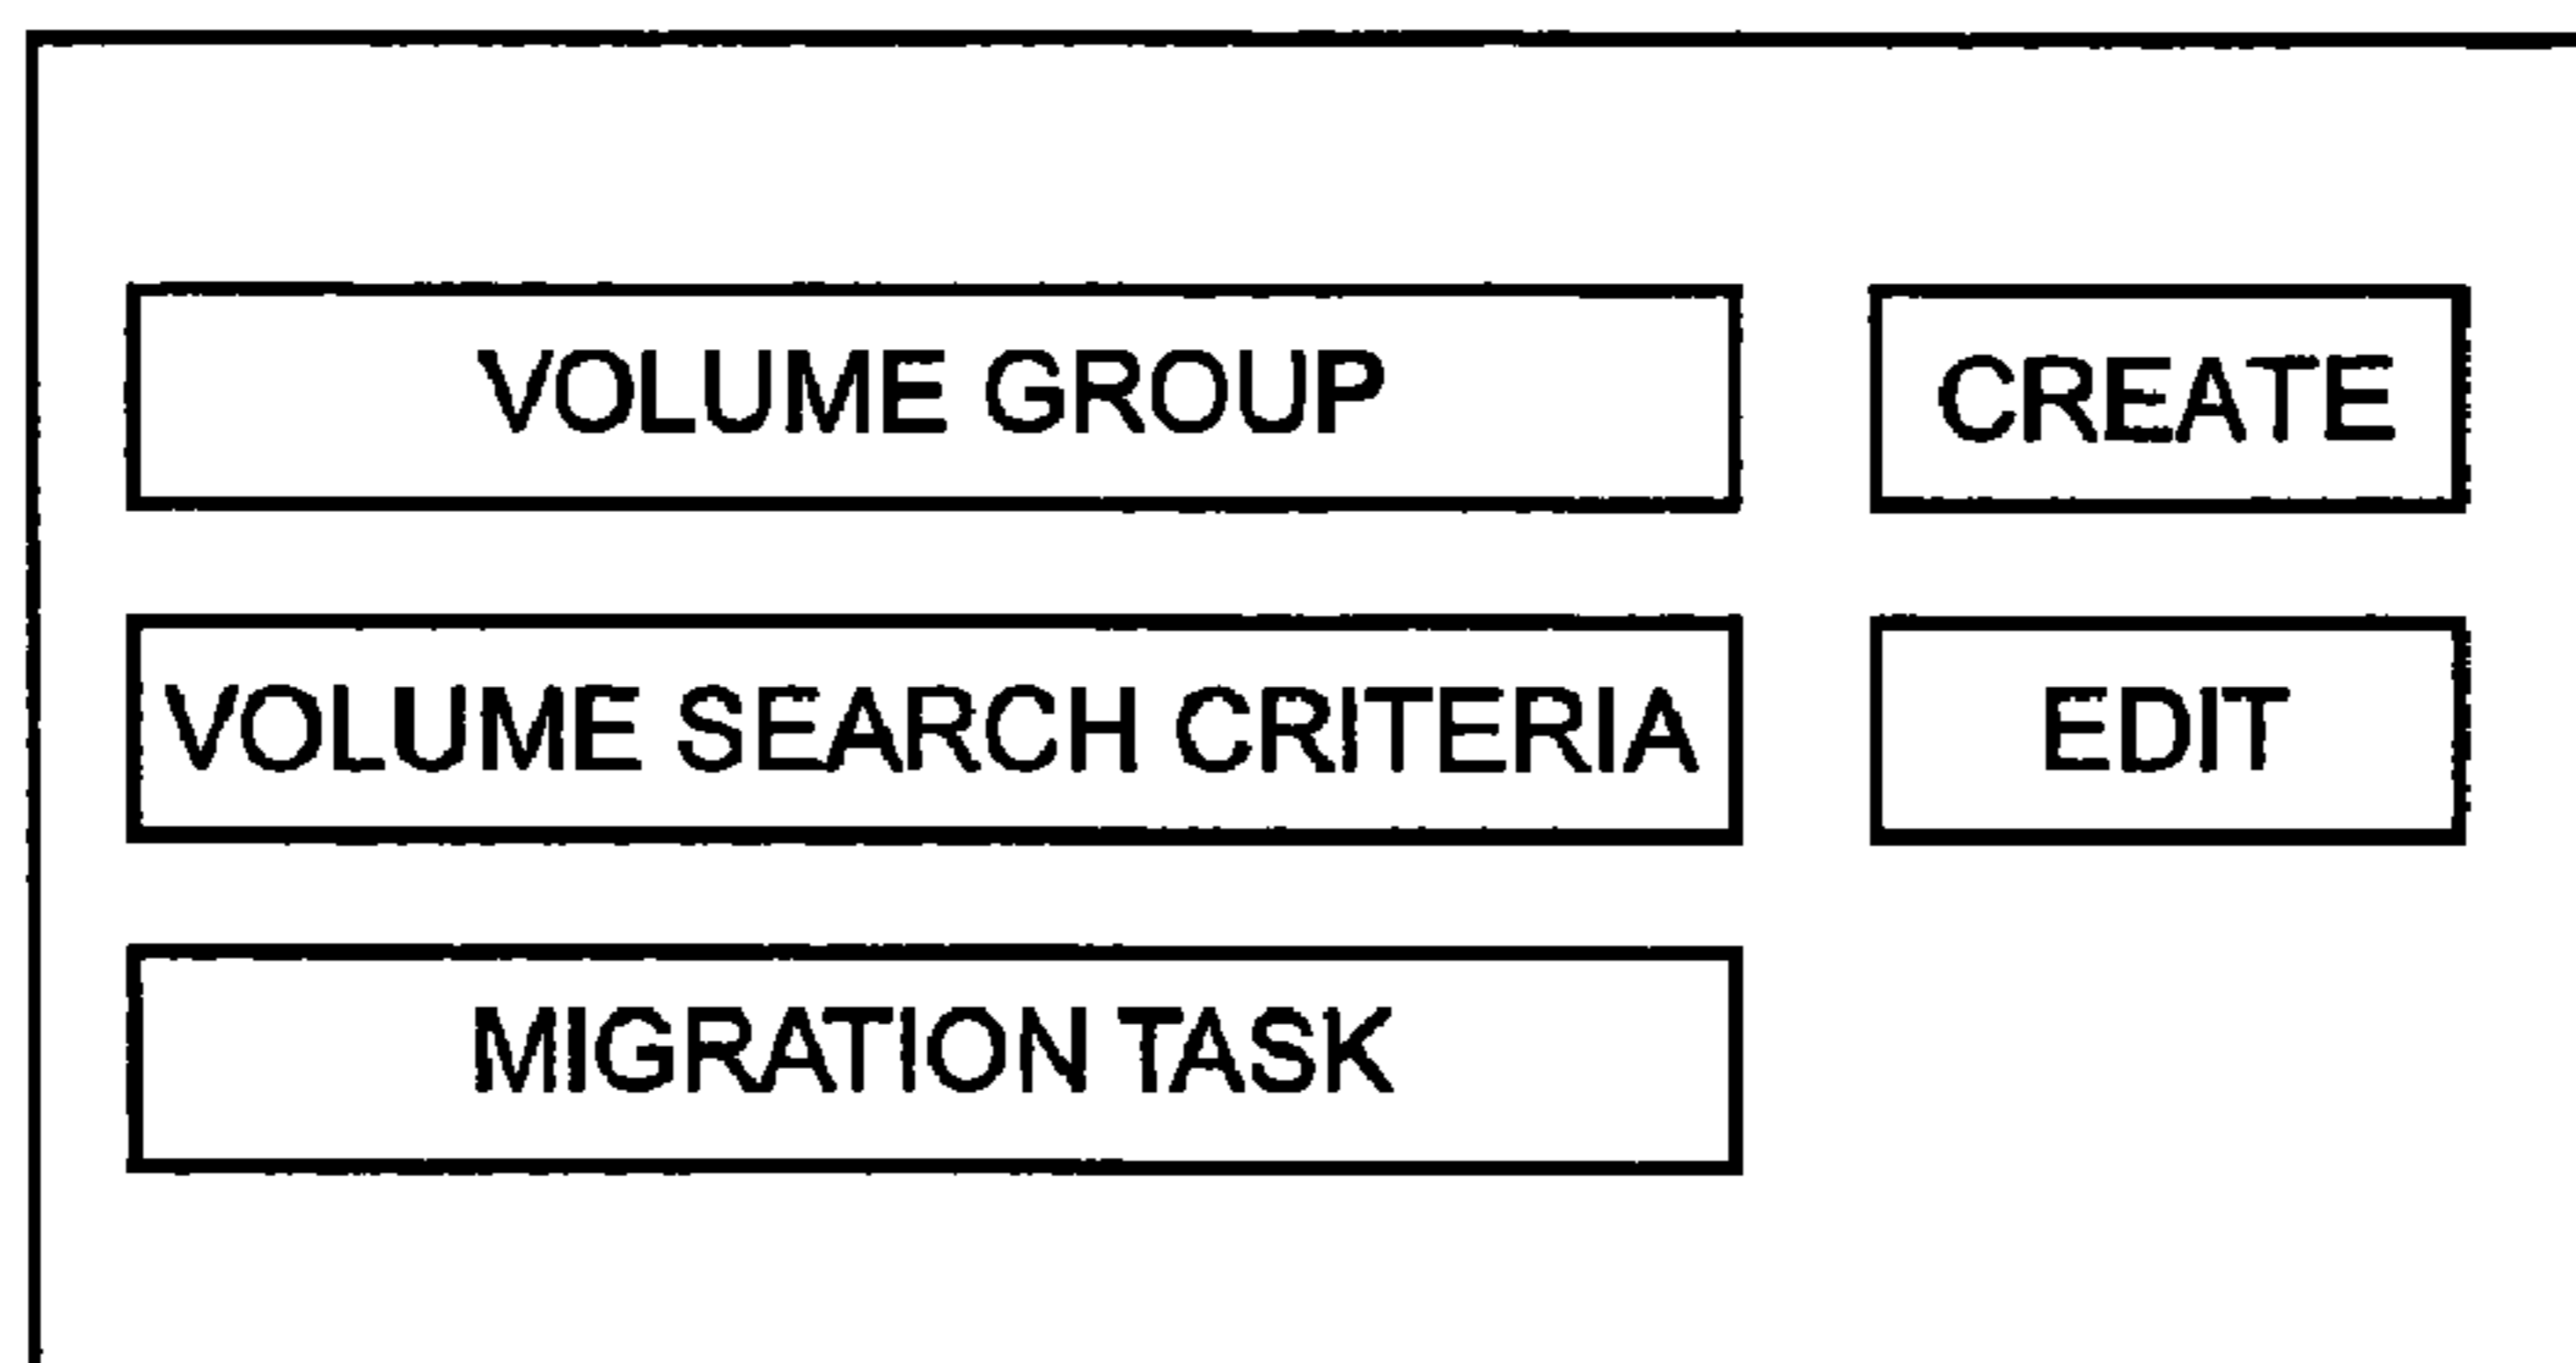 VOLUME GROUP
CREATE
VOLUME SEARCH CRITERIA
EDIT
MIGRATION TASK